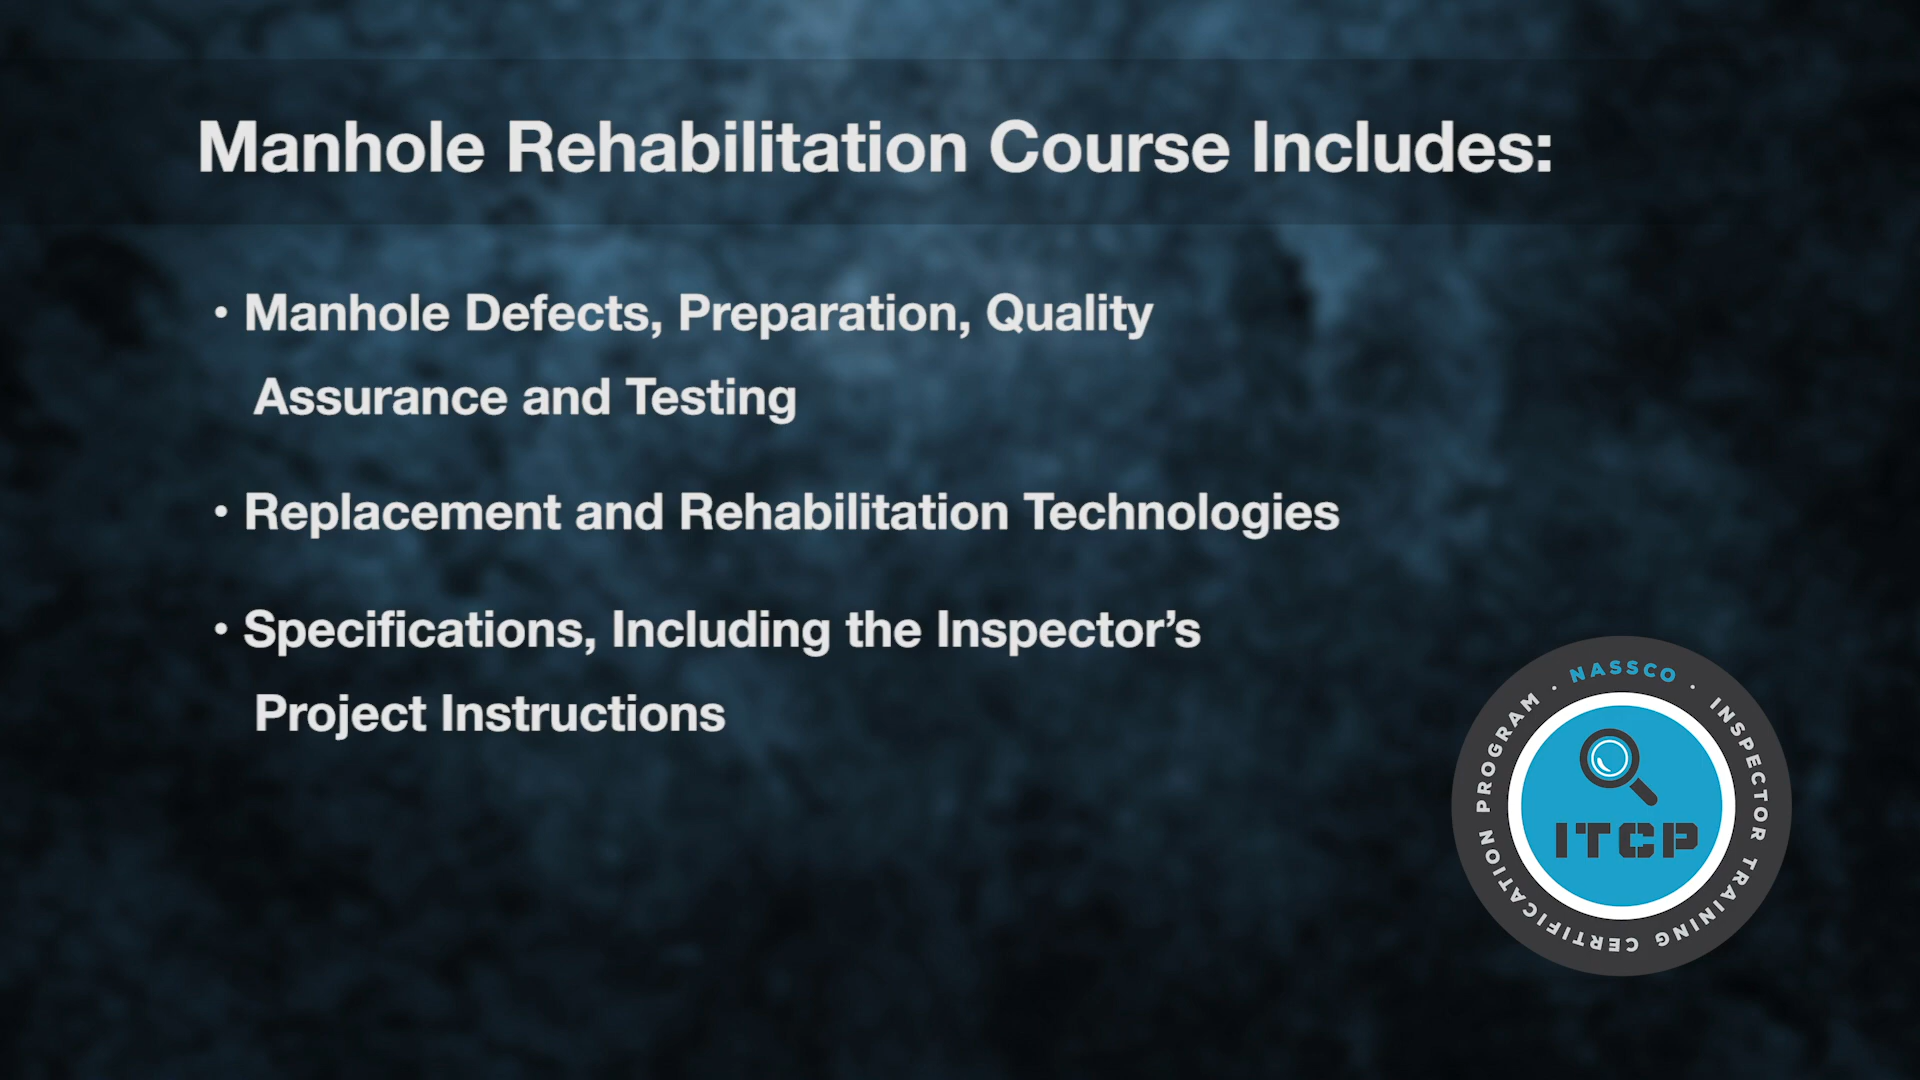 Manhole Rehabilitation Course Includes:
• Manhole Defects, Preparation, Quality
Assurance and Testing
• Replacement and Rehabilitation Technologies
• Specifications, Including the Inspector’s
Project Instructions
NASSCO · INSPECTOR TRAINING CERTIFICATION PROGRAM ·
ITCP